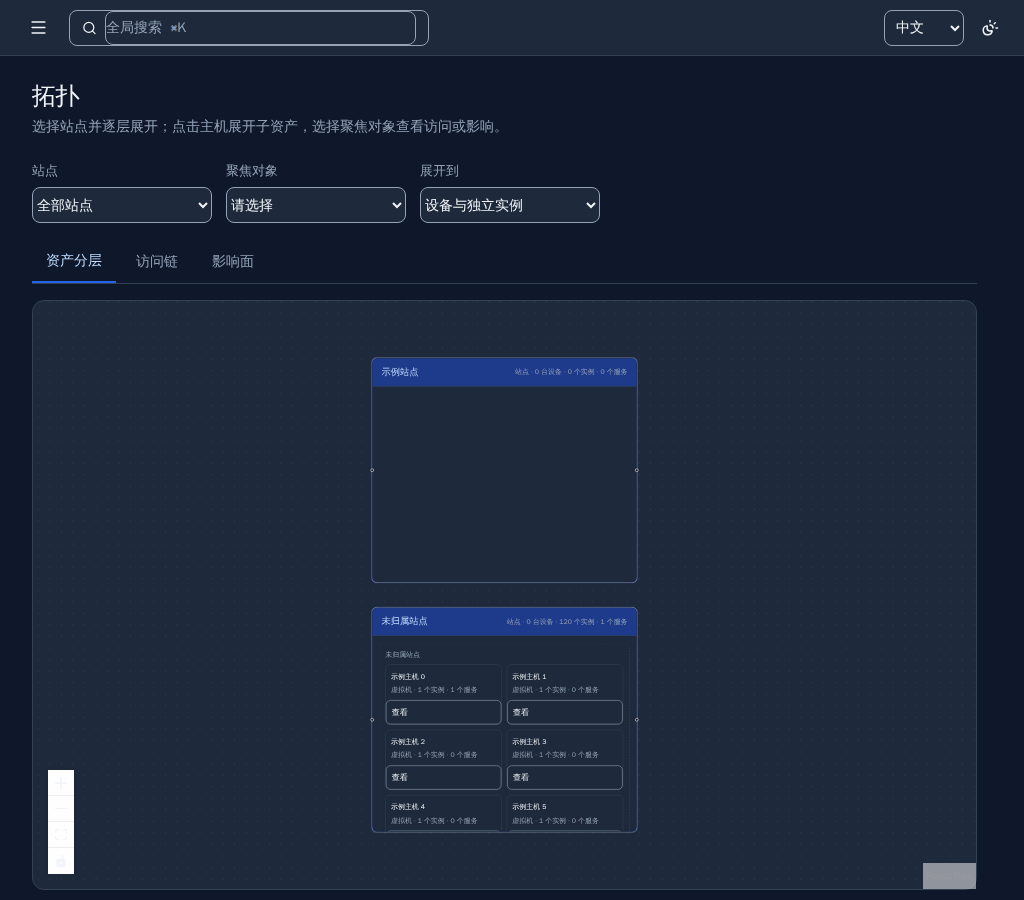 全局搜索 ⌘K
中文
拓扑
选择站点并逐层展开；点击主机展开子资产，选择聚焦对象查看访问或影响。
站点 聚焦对象 展开到
全部站点 请选择 设备与独立实例
资产分层 访问链 影响面
示例站点 站点 · 0 台设备 · 0 个实例 · 0 个服务
未归属站点 站点 · 0 台设备 · 120 个实例 · 1 个服务
未归属站点
示例主机 0 示例主机 1
虚拟机 · 1 个实例 · 1 个服务 虚拟机 · 1 个实例 · 0 个服务
查看 查看
示例主机 2 示例主机 3
虚拟机 · 1 个实例 · 0 个服务 虚拟机 · 1 个实例 · 0 个服务
查看 查看
示例主机 4 示例主机 5
虚拟机 · 1 个实例 · 0 个服务 虚拟机 · 1 个实例 · 0 个服务